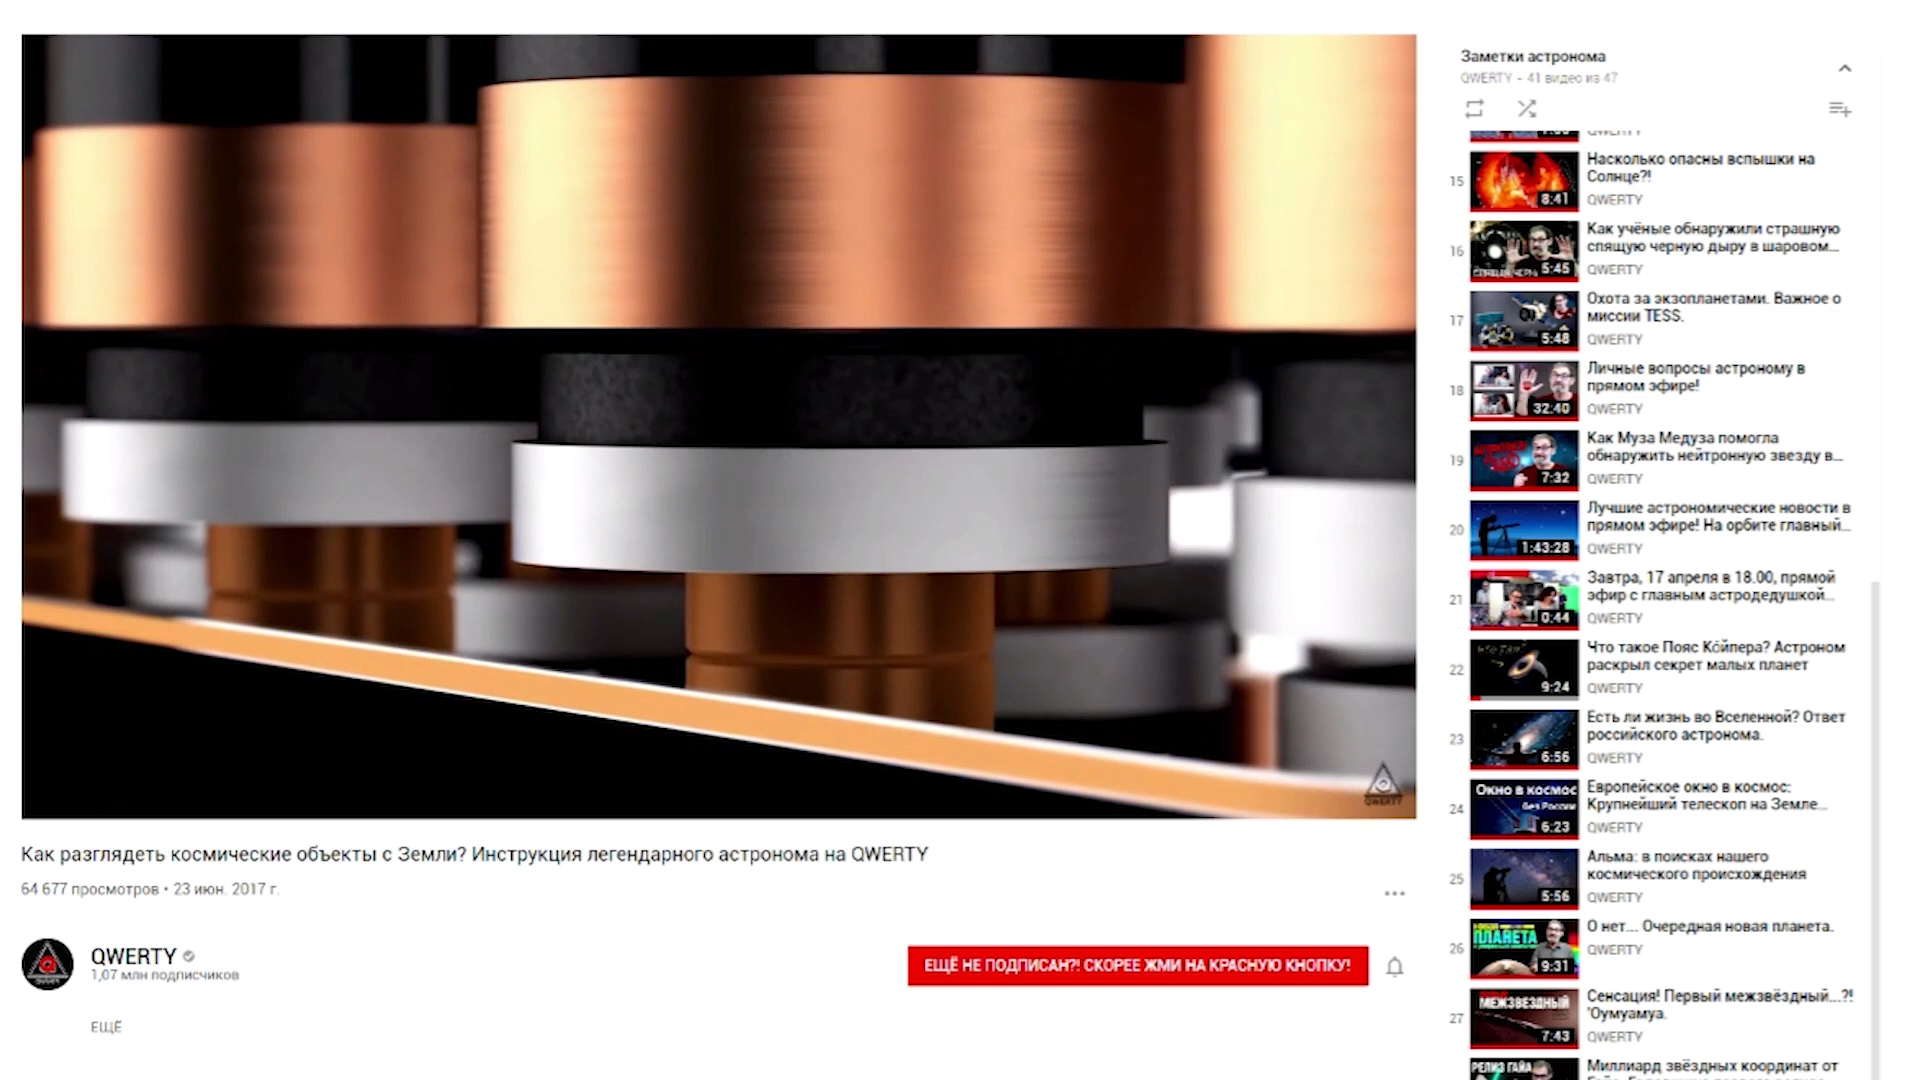 QWERTY
Как разглядеть космические объекты с Земли? Инструкция легендарного астронома на QWERTY
64 677 просмотров • 23 июн. 2017 г.
QWERTY
1,07 млн подписчиков
ЕЩЁ НЕ ПОДПИСАН?! СКОРЕЕ ЖМИ НА КРАСНУЮ КНОПКУ!
ЕЩЁ
Заметки астронома
QWERTY - 41 видео из 47
QWERTY
15
8:41
Насколько опасны вспышки на
Солнце?!
QWERTY
16
5:45
Как учёные обнаружили страшную
спящую черную дыру в шаровом...
QWERTY
17
5:48
Охота за экзопланетами. Важное о
миссии TESS.
QWERTY
18
32:40
Личные вопросы астроному в
прямом эфире!
QWERTY
19
7:32
Как Муза Медуза помогла
обнаружить нейтронную звезду в...
QWERTY
20
1:43:28
Лучшие астрономические новости в
прямом эфире! На орбите главный...
QWERTY
21
0:44
Завтра, 17 апреля в 18.00, прямой
эфир с главным астродедушкой...
QWERTY
22
9:24
Что такое Пояс Ко́йпера? Астроном
раскрыл секрет малых планет
QWERTY
23
6:56
Есть ли жизнь во Вселенной? Ответ
российского астронома.
QWERTY
24
Окно в космос
без России
6:23
Европейское окно в космос:
Крупнейший телескоп на Земле...
QWERTY
25
5:56
Альма: в поисках нашего
космического происхождения
QWERTY
26
ПЛАНЕТА
9:31
О нет... Очередная новая планета.
QWERTY
27
МЕЖЗВЕЗДНЫЙ
7:43
Сенсация! Первый межзвёздный...?!
'Оумуамуа.
QWERTY
РЕЛИЗ ГАЙА
Миллиард звёздных координат от